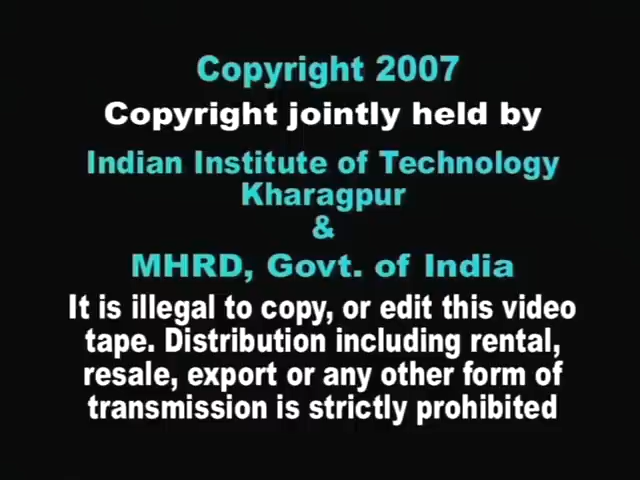 Copyright 2007
Copyright jointly held by
Indian Institute of Technology
Kharagpur
&
MHRD, Govt. of India
It is illegal to copy, or edit this video
tape. Distribution including rental,
resale, export or any other form of
transmission is strictly prohibited